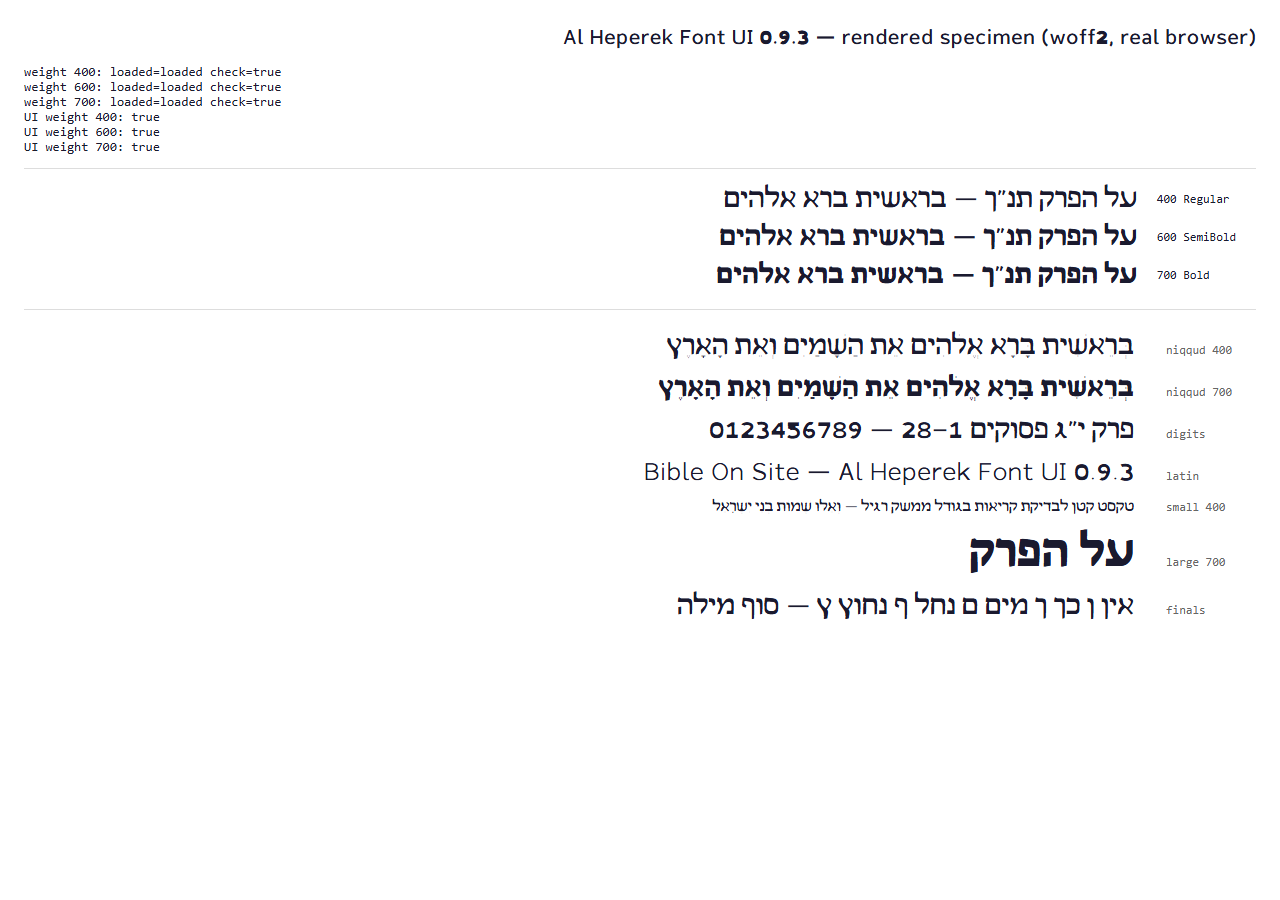 Al Heperek Font UI 0.9.3 — rendered specimen (woff2, real browser)
weight 400: loaded=loaded check=true
weight 600: loaded=loaded check=true
weight 700: loaded=loaded check=true
UI weight 400: true
UI weight 600: true
UI weight 700: true
400 Regular על הפרק תנ״ך — בראשית ברא אלהים
600 SemiBold על הפרק תנ״ך — בראשית ברא אלהים
700 Bold על הפרק תנ״ך — בראשית ברא אלהים
niqqud 400 בְּרֵאשִׁית בָּרָא אֱלֹהִים אֵת הַשָּׁמַיִם וְאֵת הָאָרֶץ
niqqud 700 בְּרֵאשִׁית בָּרָא אֱלֹהִים אֵת הַשָּׁמַיִם וְאֵת הָאָרֶץ
digits פרק י״ג פסוקים 1–28 — 0123456789
latin Bible On Site — Al Heperek Font UI 0.9.3
small 400 טקסט קטן לבדיקת קריאות בגודל ממשק רגיל — ואלו שמות בני ישראל
large 700 על הפרק
finals אין ן כך ך מים ם נחל ף נחוץ ץ — סוף מילה